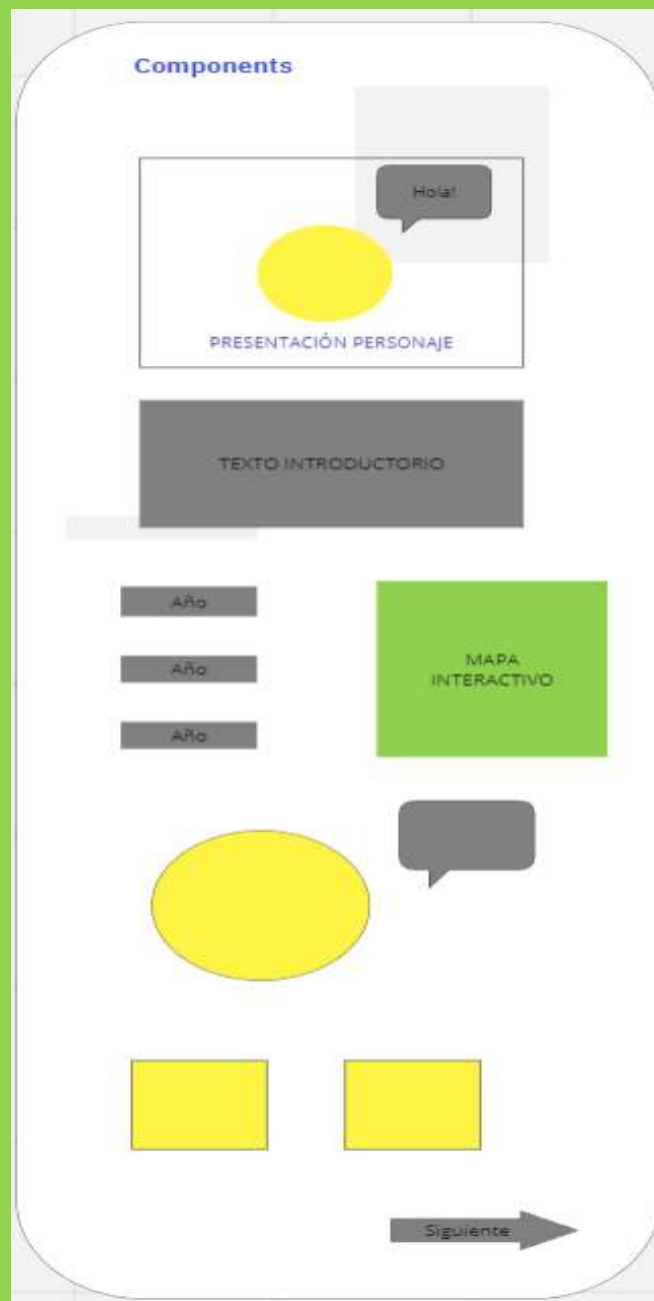 Components
Hola!
PRESENTACIÓN PERSONAJE
TEXTO INTRODUCTORIO
Año
Año
Año
MAPA
INTERACTIVO
Siguiente